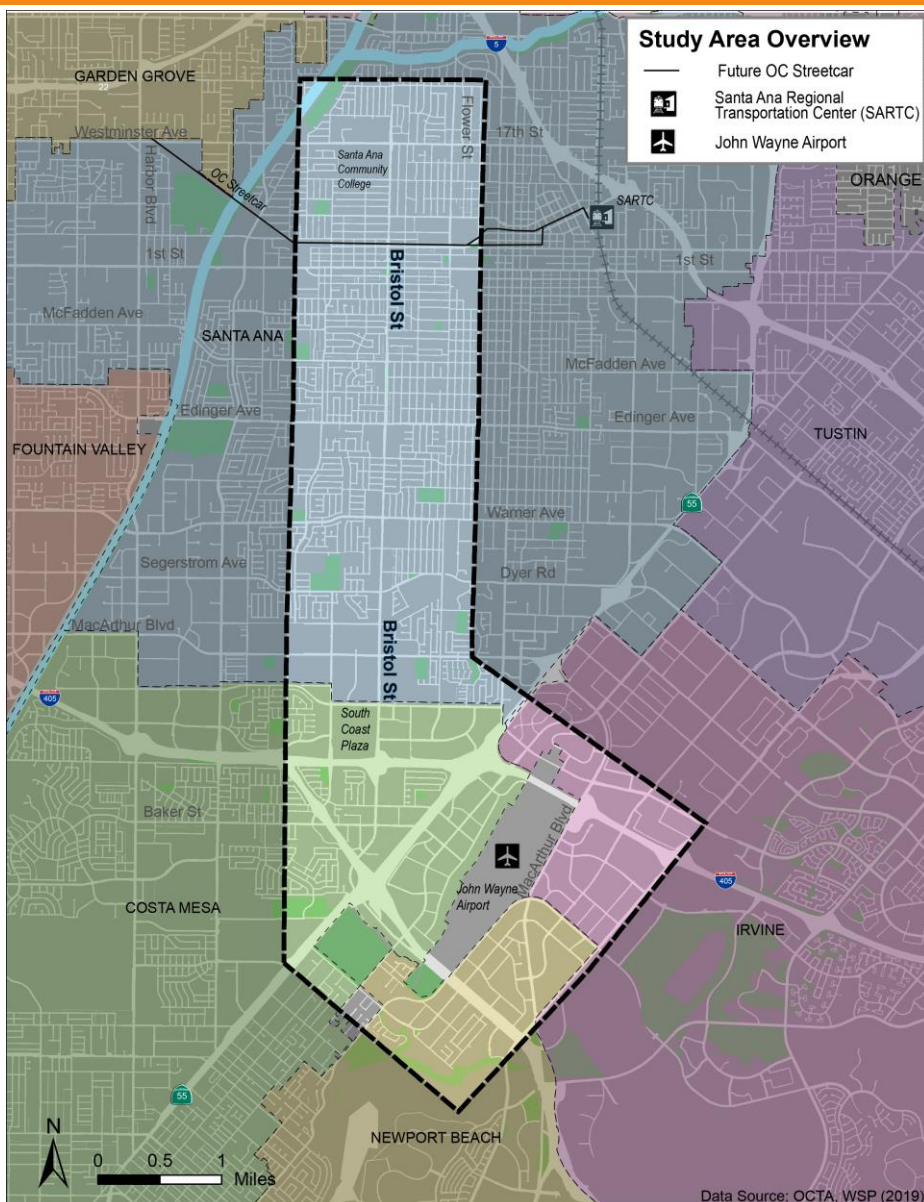 Study Area Overview
Future OC Streetcar
Santa Ana Regional
Transportation Center (SARTC)
John Wayne Airport
5
GARDEN GROVE
22
Westminster Ave
Harbor Blvd
OC Streetcar
Flower St
17th St
Santa Ana
Community
College
ORANGE
SARTC
1st St
1st St
Bristol St
McFadden Ave
SANTA ANA
McFadden Ave
Edinger Ave
Edinger Ave
FOUNTAIN VALLEY
TUSTIN
55
Warner Ave
Segerstrom Ave
Dyer Rd
MacArthur Blvd
Bristol St
405
South
Coast
Plaza
Baker St
MacArthur Blvd
John Wayne
Airport
405
COSTA MESA
IRVINE
55
N
0 0.5 1
Miles
NEWPORT BEACH
Data Source: OCTA, WSP (2019)